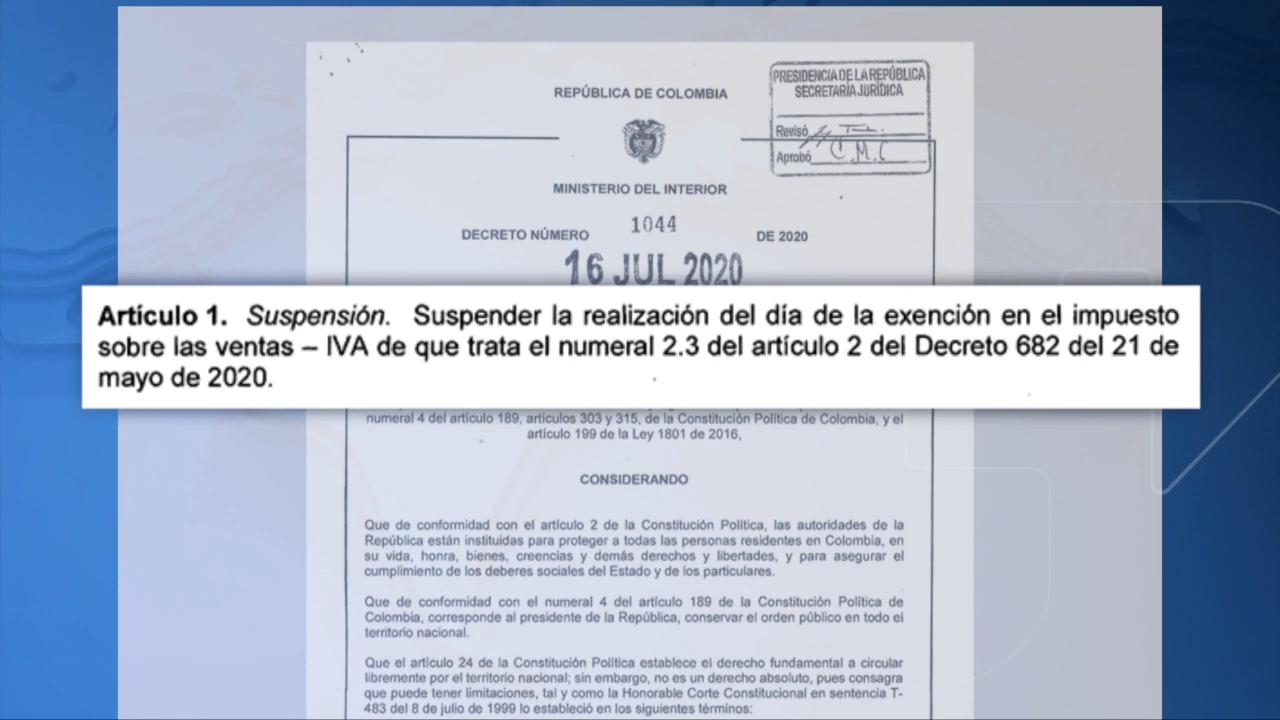 REPÚBLICA DE COLOMBIA
PRESIDENCIA DE LA REPÚBLICA
SECRETARÍA JURÍDICA
Revisó
Aprobó C.M.C
MINISTERIO DEL INTERIOR
DECRETO NÚMERO 1044 DE 2020
16 JUL 2020
Artículo 1. Suspensión. Suspender la realización del día de la exención en el impuesto
sobre las ventas – IVA de que trata el numeral 2.3 del artículo 2 del Decreto 682 del 21 de
mayo de 2020.
numeral 4 del artículo 189, artículos 303 y 315, de la Constitución Política de Colombia, y el
artículo 199 de la Ley 1801 de 2016,
CONSIDERANDO
Que de conformidad con el artículo 2 de la Constitución Política, las autoridades de la
República están instituidas para proteger a todas las personas residentes en Colombia, en
su vida, honra, bienes, creencias y demás derechos y libertades, y para asegurar el
cumplimiento de los deberes sociales del Estado y de los particulares.
Que de conformidad con el numeral 4 del artículo 189 de la Constitución Política de
Colombia, corresponde al presidente de la República, conservar el orden público en todo el
territorio nacional.
Que el artículo 24 de la Constitución Política establece el derecho fundamental a circular
libremente por el territorio nacional; sin embargo, no es un derecho absoluto, pues consagra
que puede tener limitaciones, tal y como la Honorable Corte Constitucional en sentencia T-
483 del 8 de julio de 1999 lo estableció en los siguientes términos: